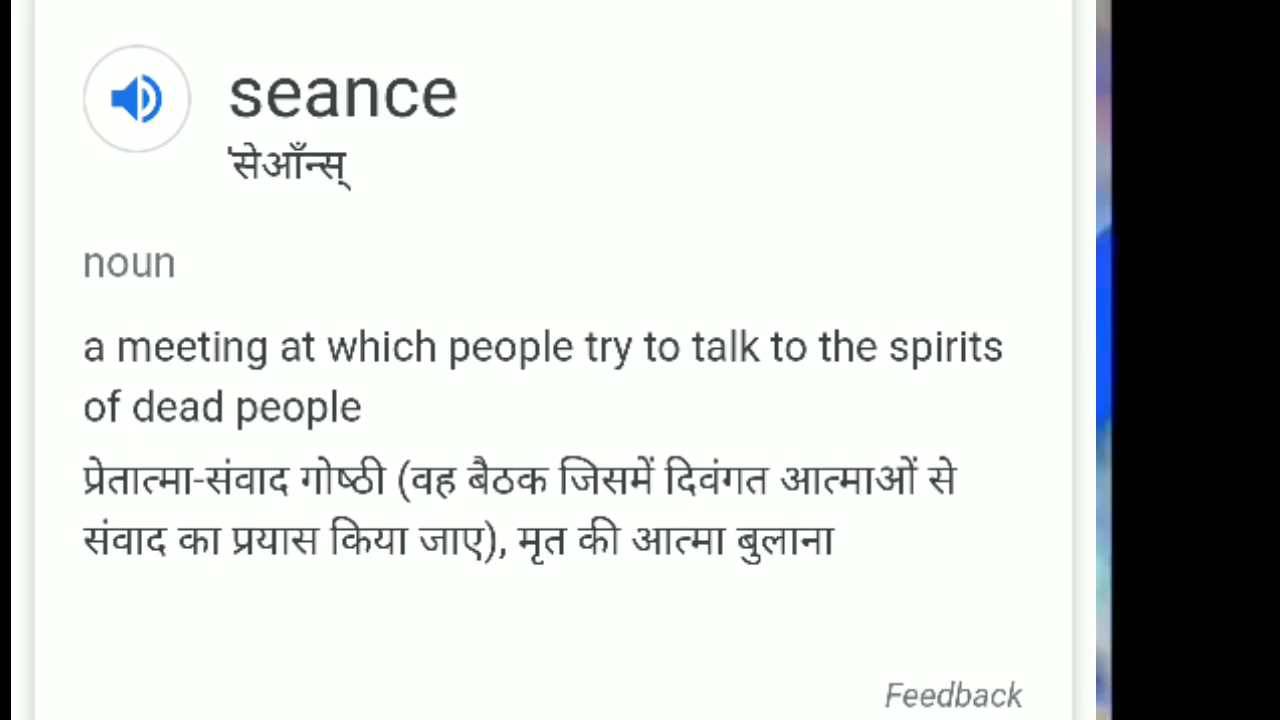 seance
'सेऑँन्स्
noun
a meeting at which people try to talk to the spirits
of dead people
प्रेतात्मा-संवाद गोष्ठी (वह बैठक जिसमें दिवंगत आत्माओं से
संवाद का प्रयास किया जाए), मृत की आत्मा बुलाना
Feedback